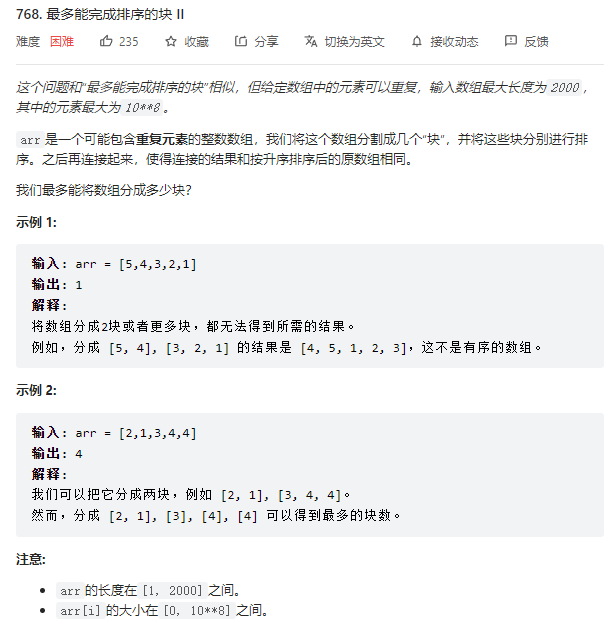 768. 最多能完成排序的块 II
难度 困难 235 收藏 分享 切换为英文 接收动态 反馈
这个问题和“最多能完成排序的块”相似，但给定数组中的元素可以重复，输入数组最大长度为 2000 ，
其中的元素最大为 10**8 。
arr 是一个可能包含重复元素的整数数组，我们将这个数组分割成几个“块”，并将这些块分别进行排
序。之后再连接起来，使得连接的结果和按升序排序后的原数组相同。
我们最多能将数组分成多少块？
示例 1:
输入: arr = [5,4,3,2,1]
输出: 1
解释:
将数组分成2块或者更多块，都无法得到所需的结果。
例如，分成 [5, 4], [3, 2, 1] 的结果是 [4, 5, 1, 2, 3]，这不是有序的数组。
示例 2:
输入: arr = [2,1,3,4,4]
输出: 4
解释:
我们可以把它分成两块，例如 [2, 1], [3, 4, 4]。
然而，分成 [2, 1], [3], [4], [4] 可以得到最多的块数。
注意:
arr 的长度在 [1, 2000] 之间。
arr[i] 的大小在 [0, 10**8] 之间。